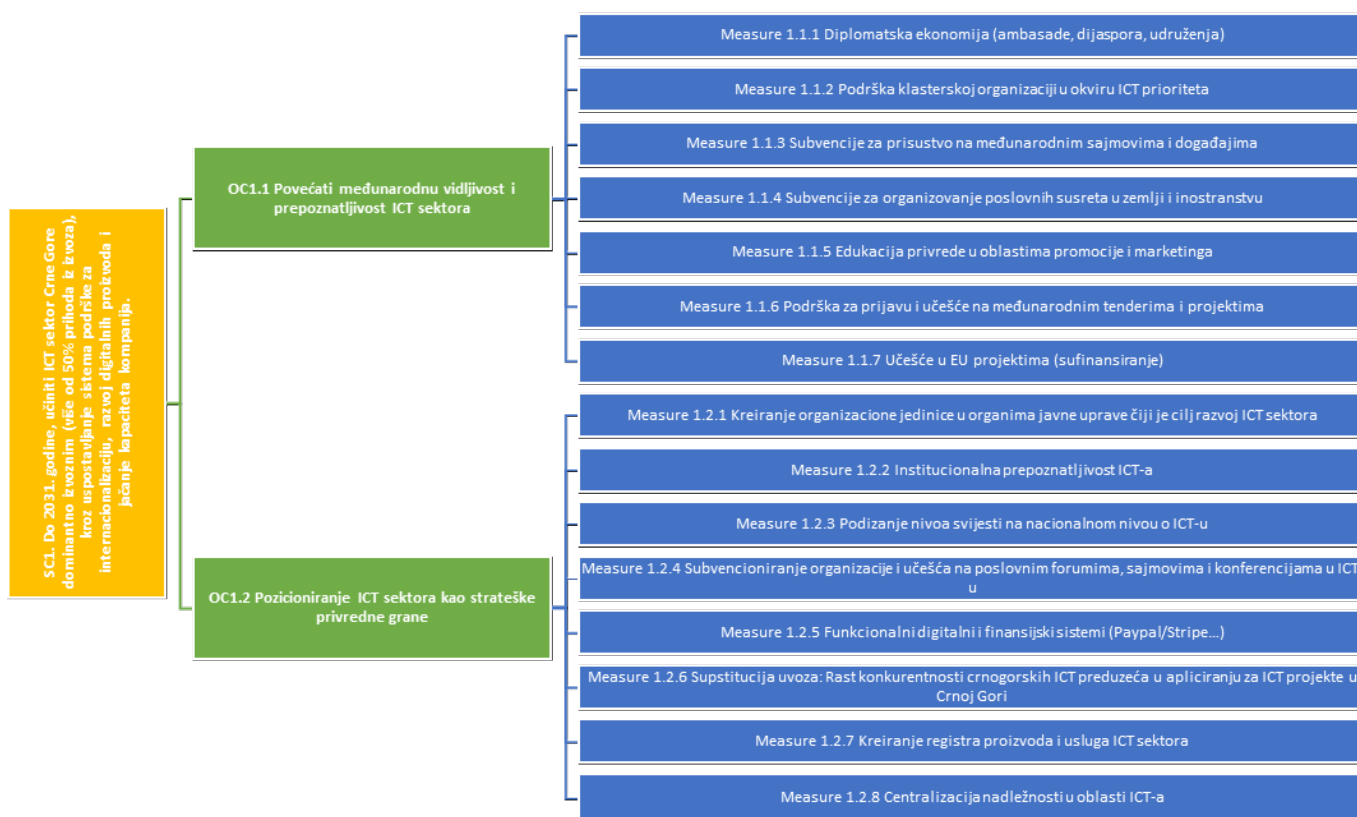 SC1. Do 2031. godine, učiniti ICT sektor Crne Gore
dominantno izvoznim (više od 50% prihoda iz izvoza),
kroz uspostavljanje sistema podrške za
internacionalizaciju, razvoj digitalnih proizvoda i
jačanje kapaciteta kompanija.
OC1.1 Povećati međunarodnu vidljivost i
prepoznatljivost ICT sektora
Measure 1.1.1 Diplomatska ekonomija (ambasade, dijaspora, udruženja)
Measure 1.1.2 Podrška klasterskoj organizaciji u okviru ICT prioriteta
Measure 1.1.3 Subvencije za prisustvo na međunarodnim sajmovima i događajima
Measure 1.1.4 Subvencije za organizovanje poslovnih susreta u zemlji i inostranstvu
Measure 1.1.5 Edukacija privrede u oblastima promocije i marketinga
Measure 1.1.6 Podrška za prijavu i učešće na međunarodnim tenderima i projektima
Measure 1.1.7 Učešće u EU projektima (sufinansiranje)
OC1.2 Pozicioniranje ICT sektora kao strateške
privredne grane
Measure 1.2.1 Kreiranje organizacione jedinice u organima javne uprave čiji je cilj razvoj ICT sektora
Measure 1.2.2 Institucionalna prepoznatljivost ICT-a
Measure 1.2.3 Podizanje nivoa svijesti na nacionalnom nivou o ICT-u
Measure 1.2.4 Subvencioniranje organizacije i učešća na poslovnim forumima, sajmovima i konferencijama u ICT-
u
Measure 1.2.5 Funkcionalni digitalni i finansijski sistemi (Paypal/Stripe...)
Measure 1.2.6 Supstitucija uvoza: Rast konkurentnosti crnogorskih ICT preduzeća u apliciranju za ICT projekte u
Crnoj Gori
Measure 1.2.7 Kreiranje registra proizvoda i usluga ICT sektora
Measure 1.2.8 Centralizacija nadležnosti u oblasti ICT-a